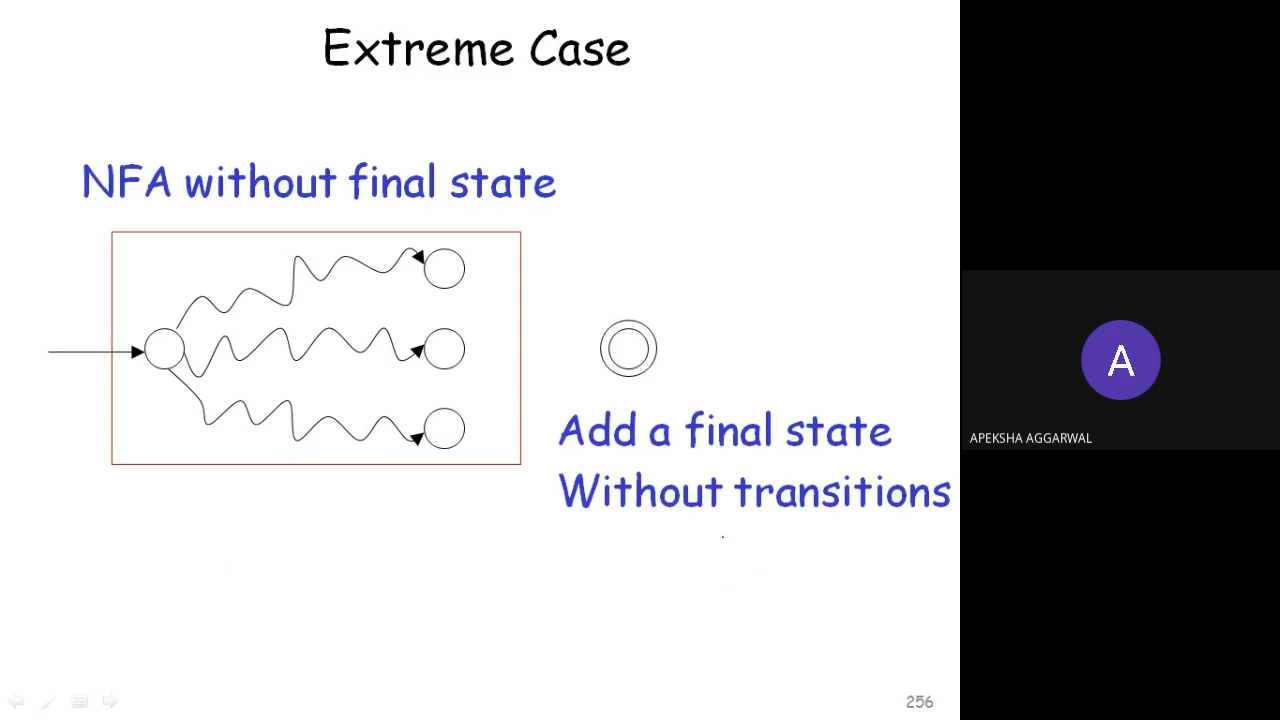 Extreme Case
NFA without final state
Add a final state
Without transitions
A
APEKSHA AGGARWAL
256